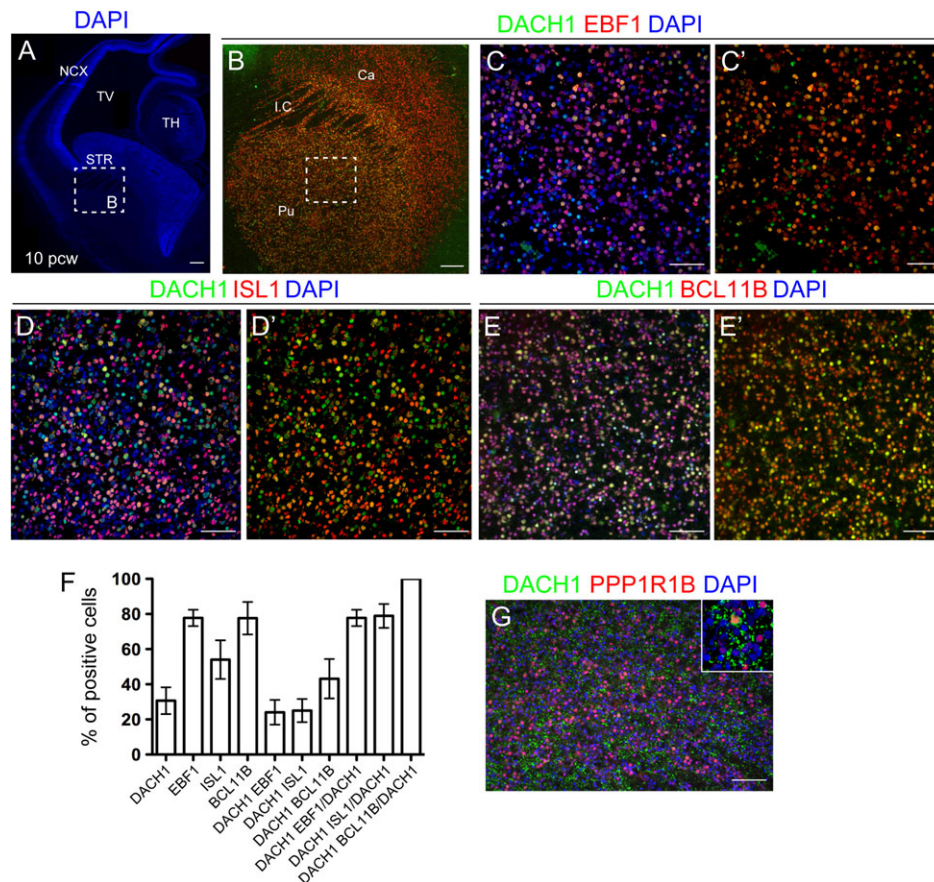 DAPI
DACH1 EBF1 DAPI
A
NCX
TV
TH
STR
B
10 pcw
B
Ca
I.C.
Pu
C
C'
DACH1 ISL1 DAPI
DACH1 BCL11B DAPI
D
D'
E
E'
F
% of positive cells
100
80
60
40
20
0
DACH1
EBF1
ISL1
BCL11B
DACH1 EBF1
DACH1 ISL1
DACH1 BCL11B
DACH1 EBF1/DACH1
DACH1 ISL1/DACH1
DACH1 BCL11B/DACH1
DACH1 PPP1R1B DAPI
G